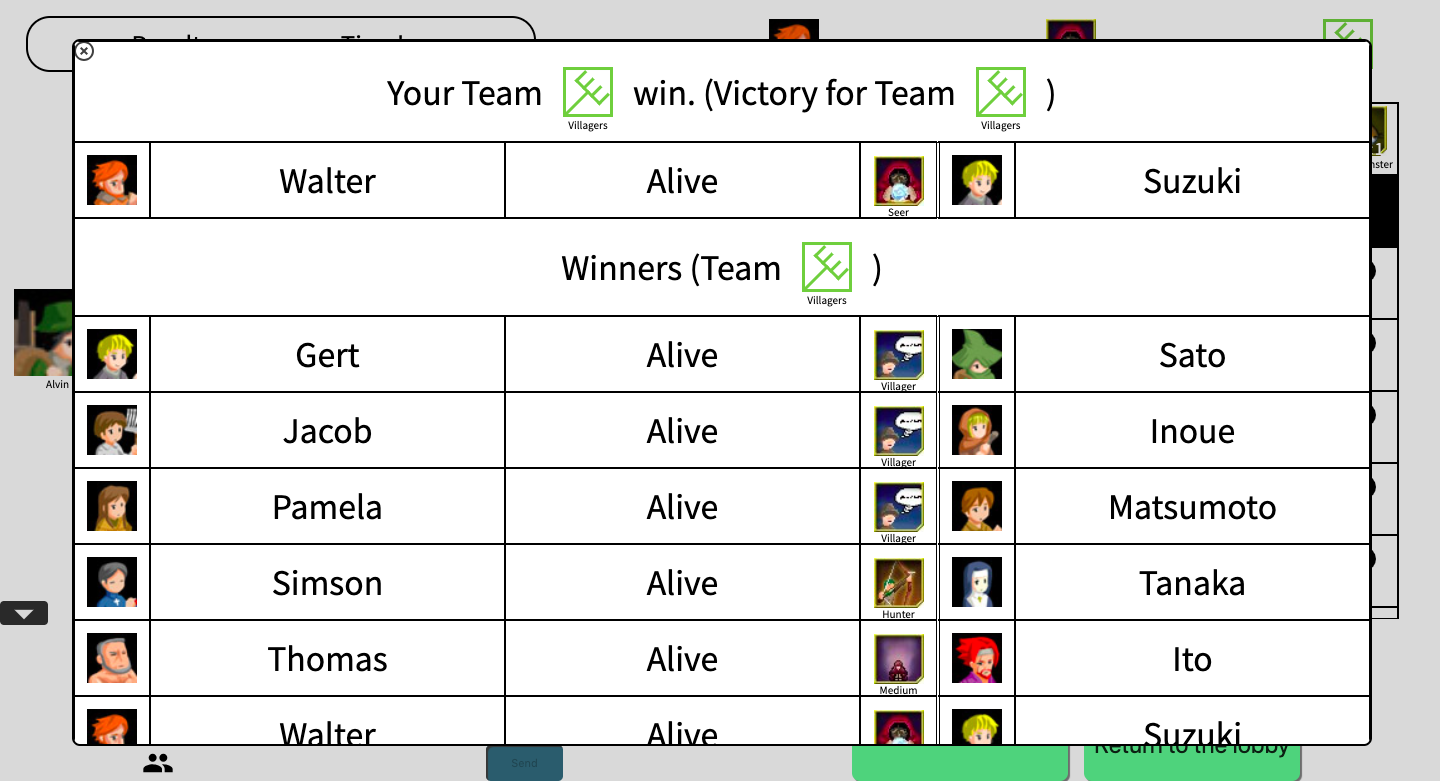 Your Team Villagers win. (Victory for Team Villagers )
Walter Alive Seer Suzuki
Winners (Team Villagers )
Gert Alive Villager Sato
Jacob Alive Villager Inoue
Pamela Alive Villager Matsumoto
Simson Alive Hunter Tanaka
Thomas Alive Medium Ito
Walter Alive Suzuki
Alvin
Send
Return to the lobby